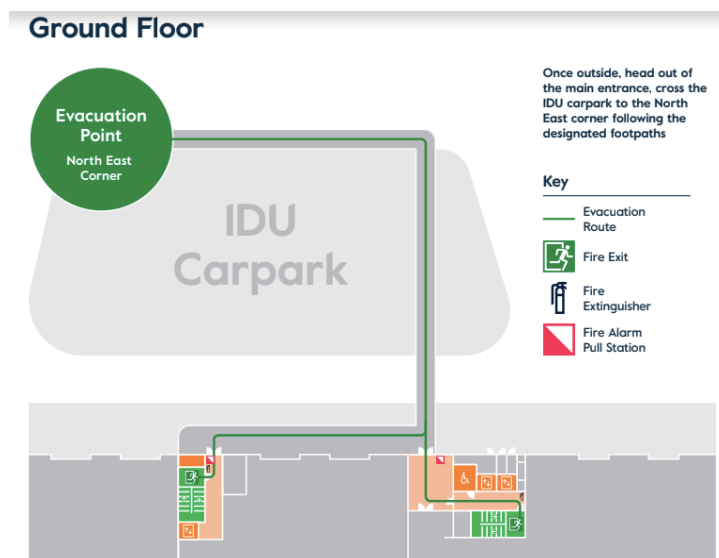 Ground Floor
Evacuation
Point
North East
Corner
IDU
Carpark
Once outside, head out of
the main entrance, cross the
IDU carpark to the North
East corner following the
designated footpaths
Key
Evacuation
Route
Fire Exit
Fire
Extinguisher
Fire Alarm
Pull Station